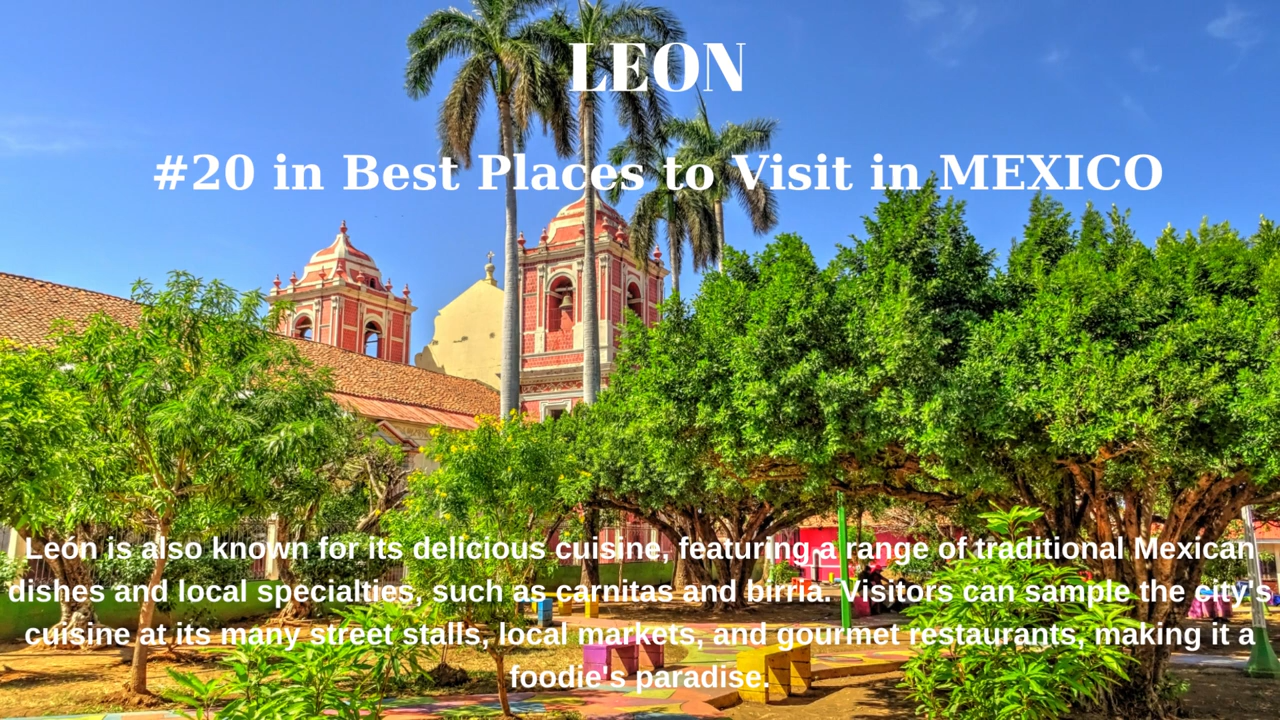 LEON
#20 in Best Places to Visit in MEXICO
León is also known for its delicious cuisine, featuring a range of traditional Mexican
dishes and local specialties, such as carnitas and birria. Visitors can sample the city's
cuisine at its many street stalls, local markets, and gourmet restaurants, making it a
foodie's paradise.